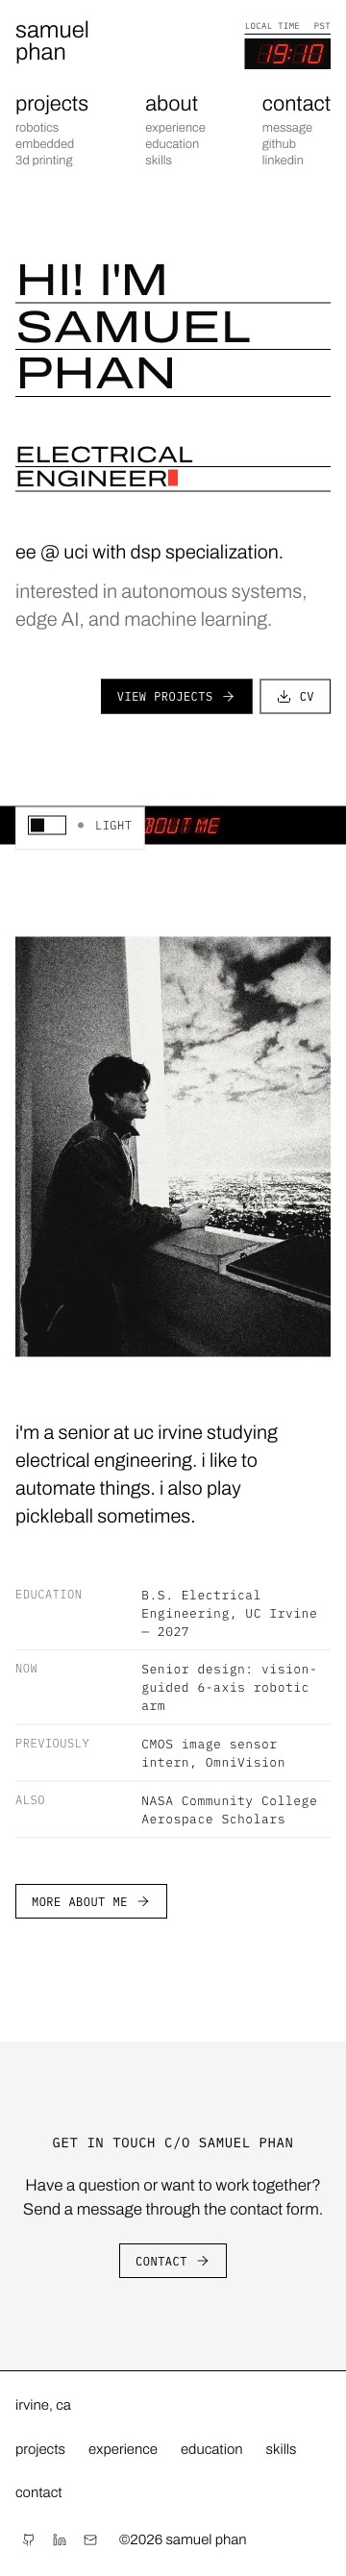 samuel
phan
LOCAL TIME PST
19:10
projects about contact
robotics experience message
embedded education github
3d printing skills linkedin
HI! I'M
SAMUEL
PHAN
ELECTRICAL
ENGINEER
ee @ uci with dsp specialization.
interested in autonomous systems,
edge AI, and machine learning.
VIEW PROJECTS → CV
LIGHT BOUT ME
i'm a senior at uc irvine studying
electrical engineering. i like to
automate things. i also play
pickleball sometimes.
EDUCATION B.S. Electrical
Engineering, UC Irvine
— 2027
NOW Senior design: vision-
guided 6-axis robotic
arm
PREVIOUSLY CMOS image sensor
intern, OmniVision
ALSO NASA Community College
Aerospace Scholars
MORE ABOUT ME →
GET IN TOUCH C/O SAMUEL PHAN
Have a question or want to work together?
Send a message through the contact form.
CONTACT →
irvine, ca
projects experience education skills
contact
©2026 samuel phan